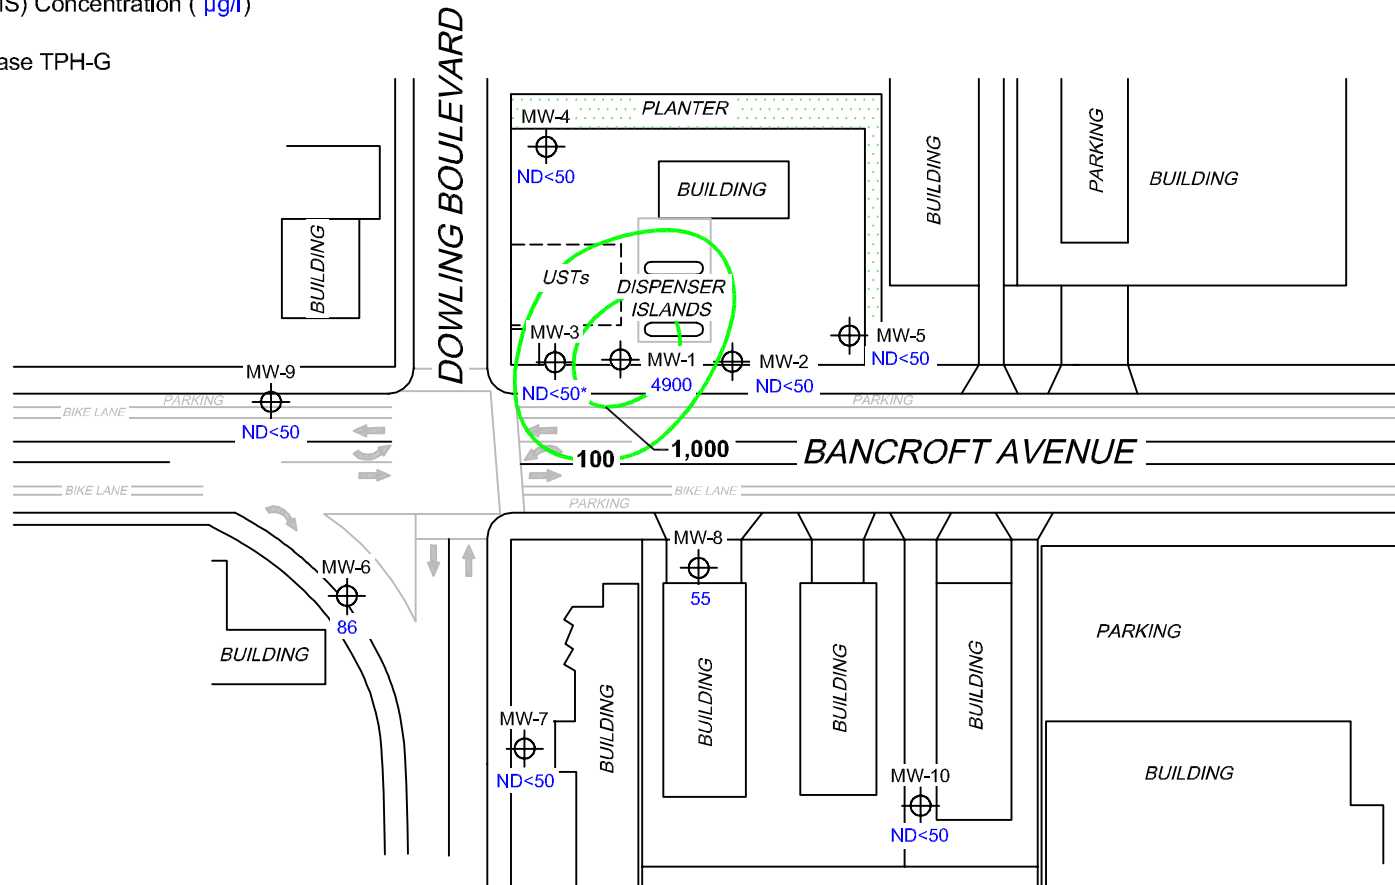 MS) Concentration ( µg/l)
ase TPH-G
DOWLING BOULEVARD
MW-4
ND<50
PLANTER
BUILDING
BUILDING
PARKING
BUILDING
BUILDING
USTs
DISPENSER
ISLANDS
MW-3
ND<50*
MW-1
4900
MW-2
ND<50
MW-5
ND<50
MW-9
ND<50
PARKING
BIKE LANE
PARKING
100
1,000
BANCROFT AVENUE
BIKE LANE
BIKE LANE
PARKING
MW-6
86
BUILDING
MW-8
55
MW-7
ND<50
BUILDING
BUILDING
BUILDING
BUILDING
MW-10
ND<50
PARKING
BUILDING